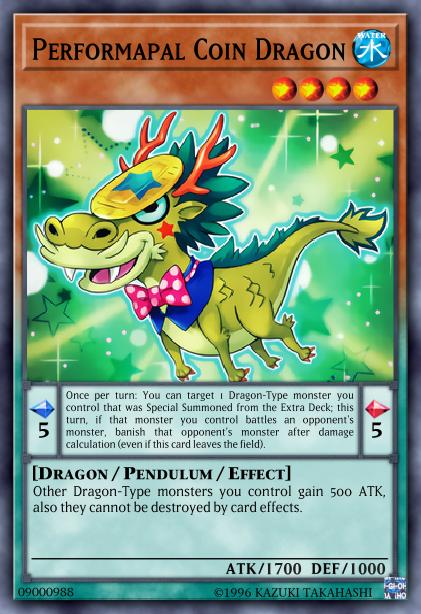 PERFORMAPAL COIN DRAGON
WATER
水
Once per turn: You can target 1 Dragon-Type monster you
control that was Special Summoned from the Extra Deck; this
turn, if that monster you control battles an opponent's
monster, banish that opponent's monster after damage
calculation (even if this card leaves the field).
5
5
[DRAGON / PENDULUM / EFFECT]
Other Dragon-Type monsters you control gain 500 ATK,
also they cannot be destroyed by card effects.
ATK/1700 DEF/1000
09000988
©1996 KAZUKI TAKAHASHI